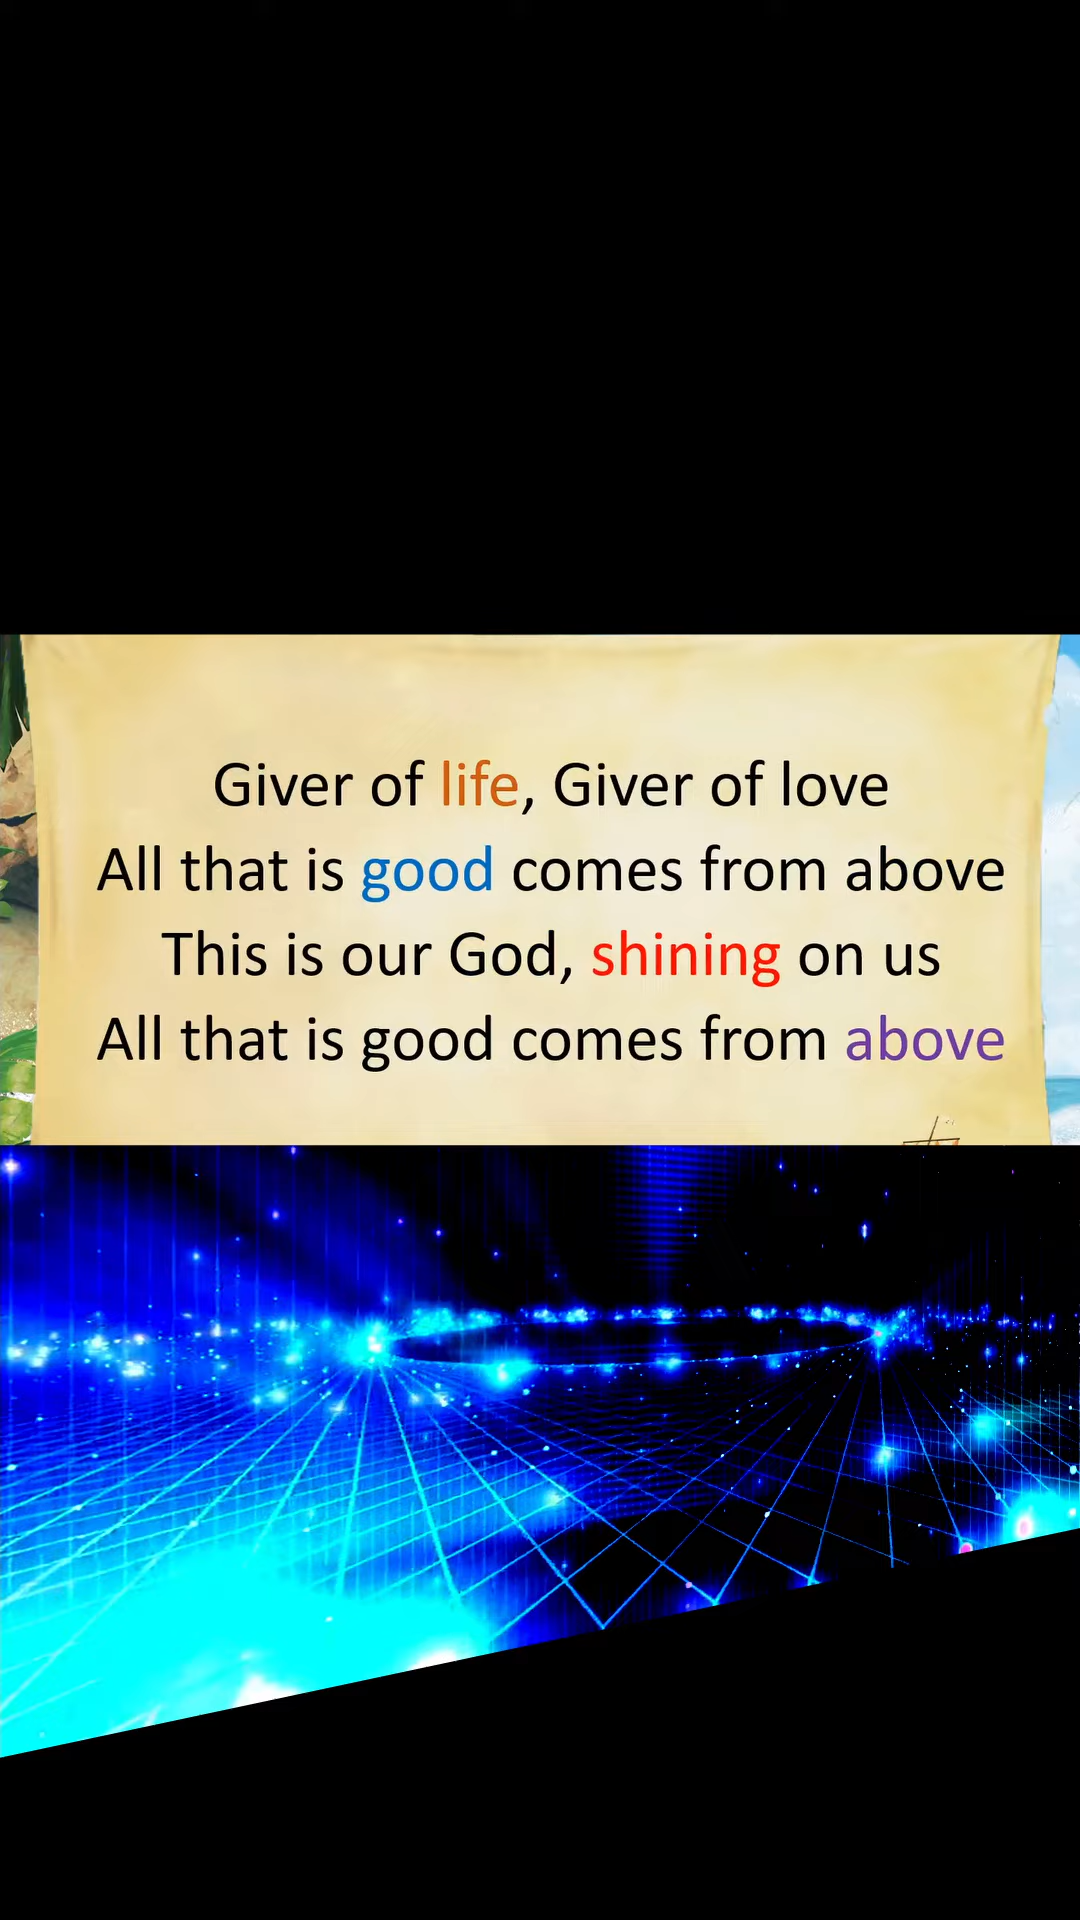 Giver of life, Giver of love
All that is good comes from above
This is our God, shining on us
All that is good comes from above